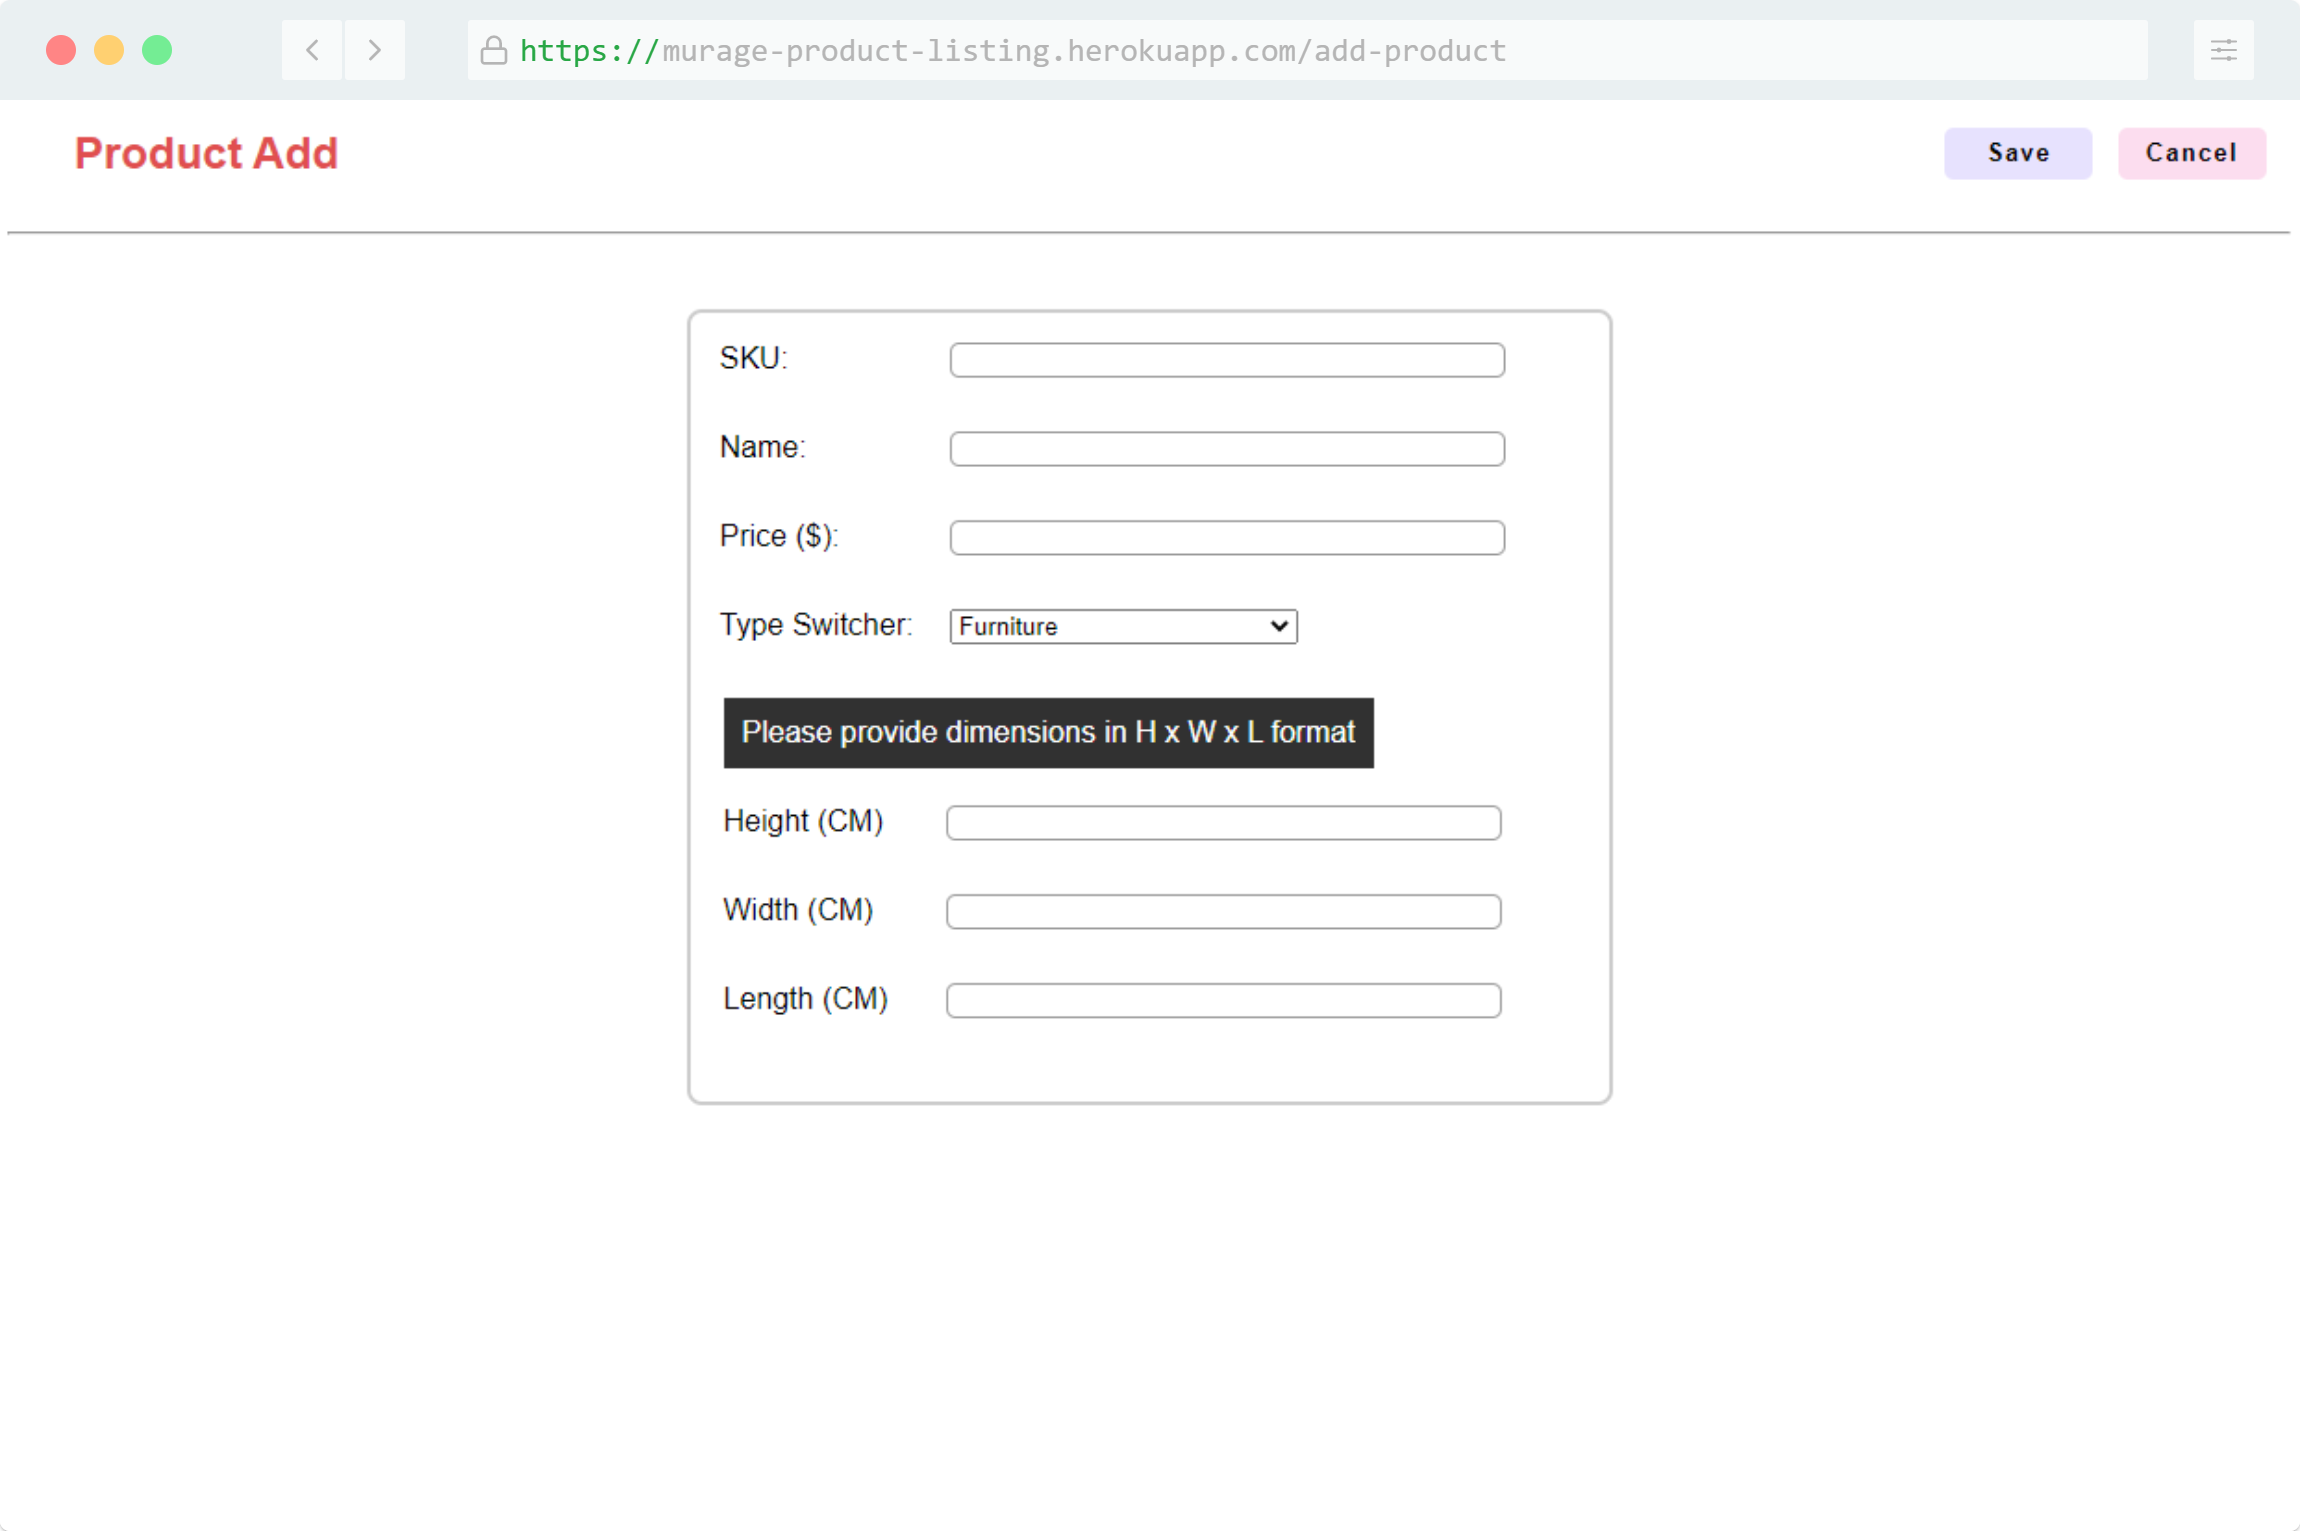 https://murage-product-listing.herokuapp.com/add-product
Product Add
Save
Cancel
SKU:
Name:
Price ($):
Type Switcher:
Furniture
Please provide dimensions in H x W x L format
Height (CM)
Width (CM)
Length (CM)